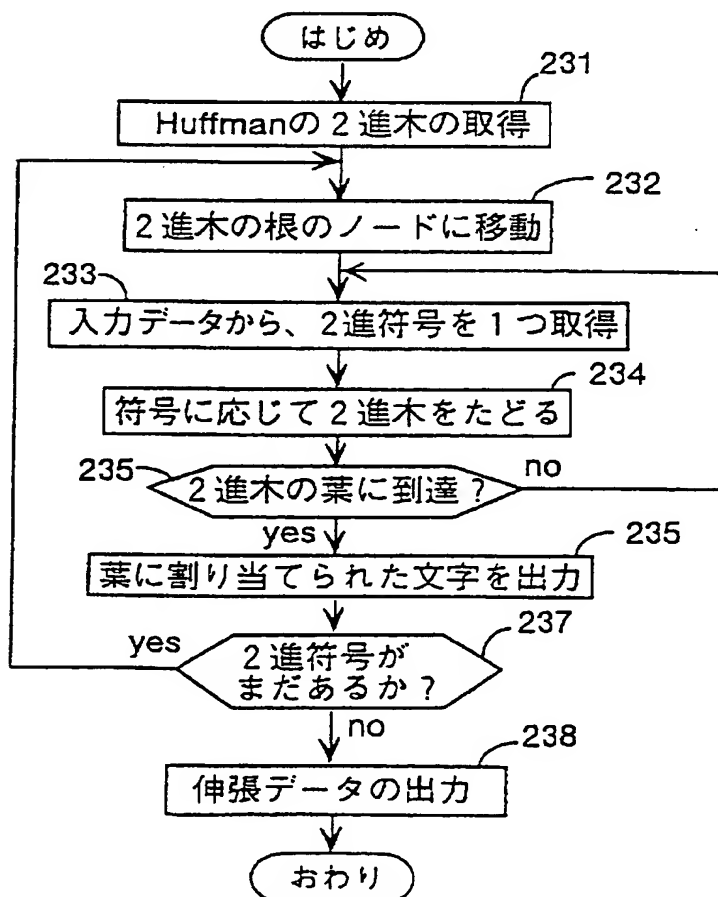 はじめ
231
Huffmanの2進木の取得
232
2進木の根のノードに移動
233
入力データから、2進符号を1つ取得
234
符号に応じて2進木をたどる
235
2進木の葉に到達?
no
yes
235
葉に割り当てられた文字を出力
yes
237
2進符号が
まだあるか?
no
238
伸張データの出力
おわり